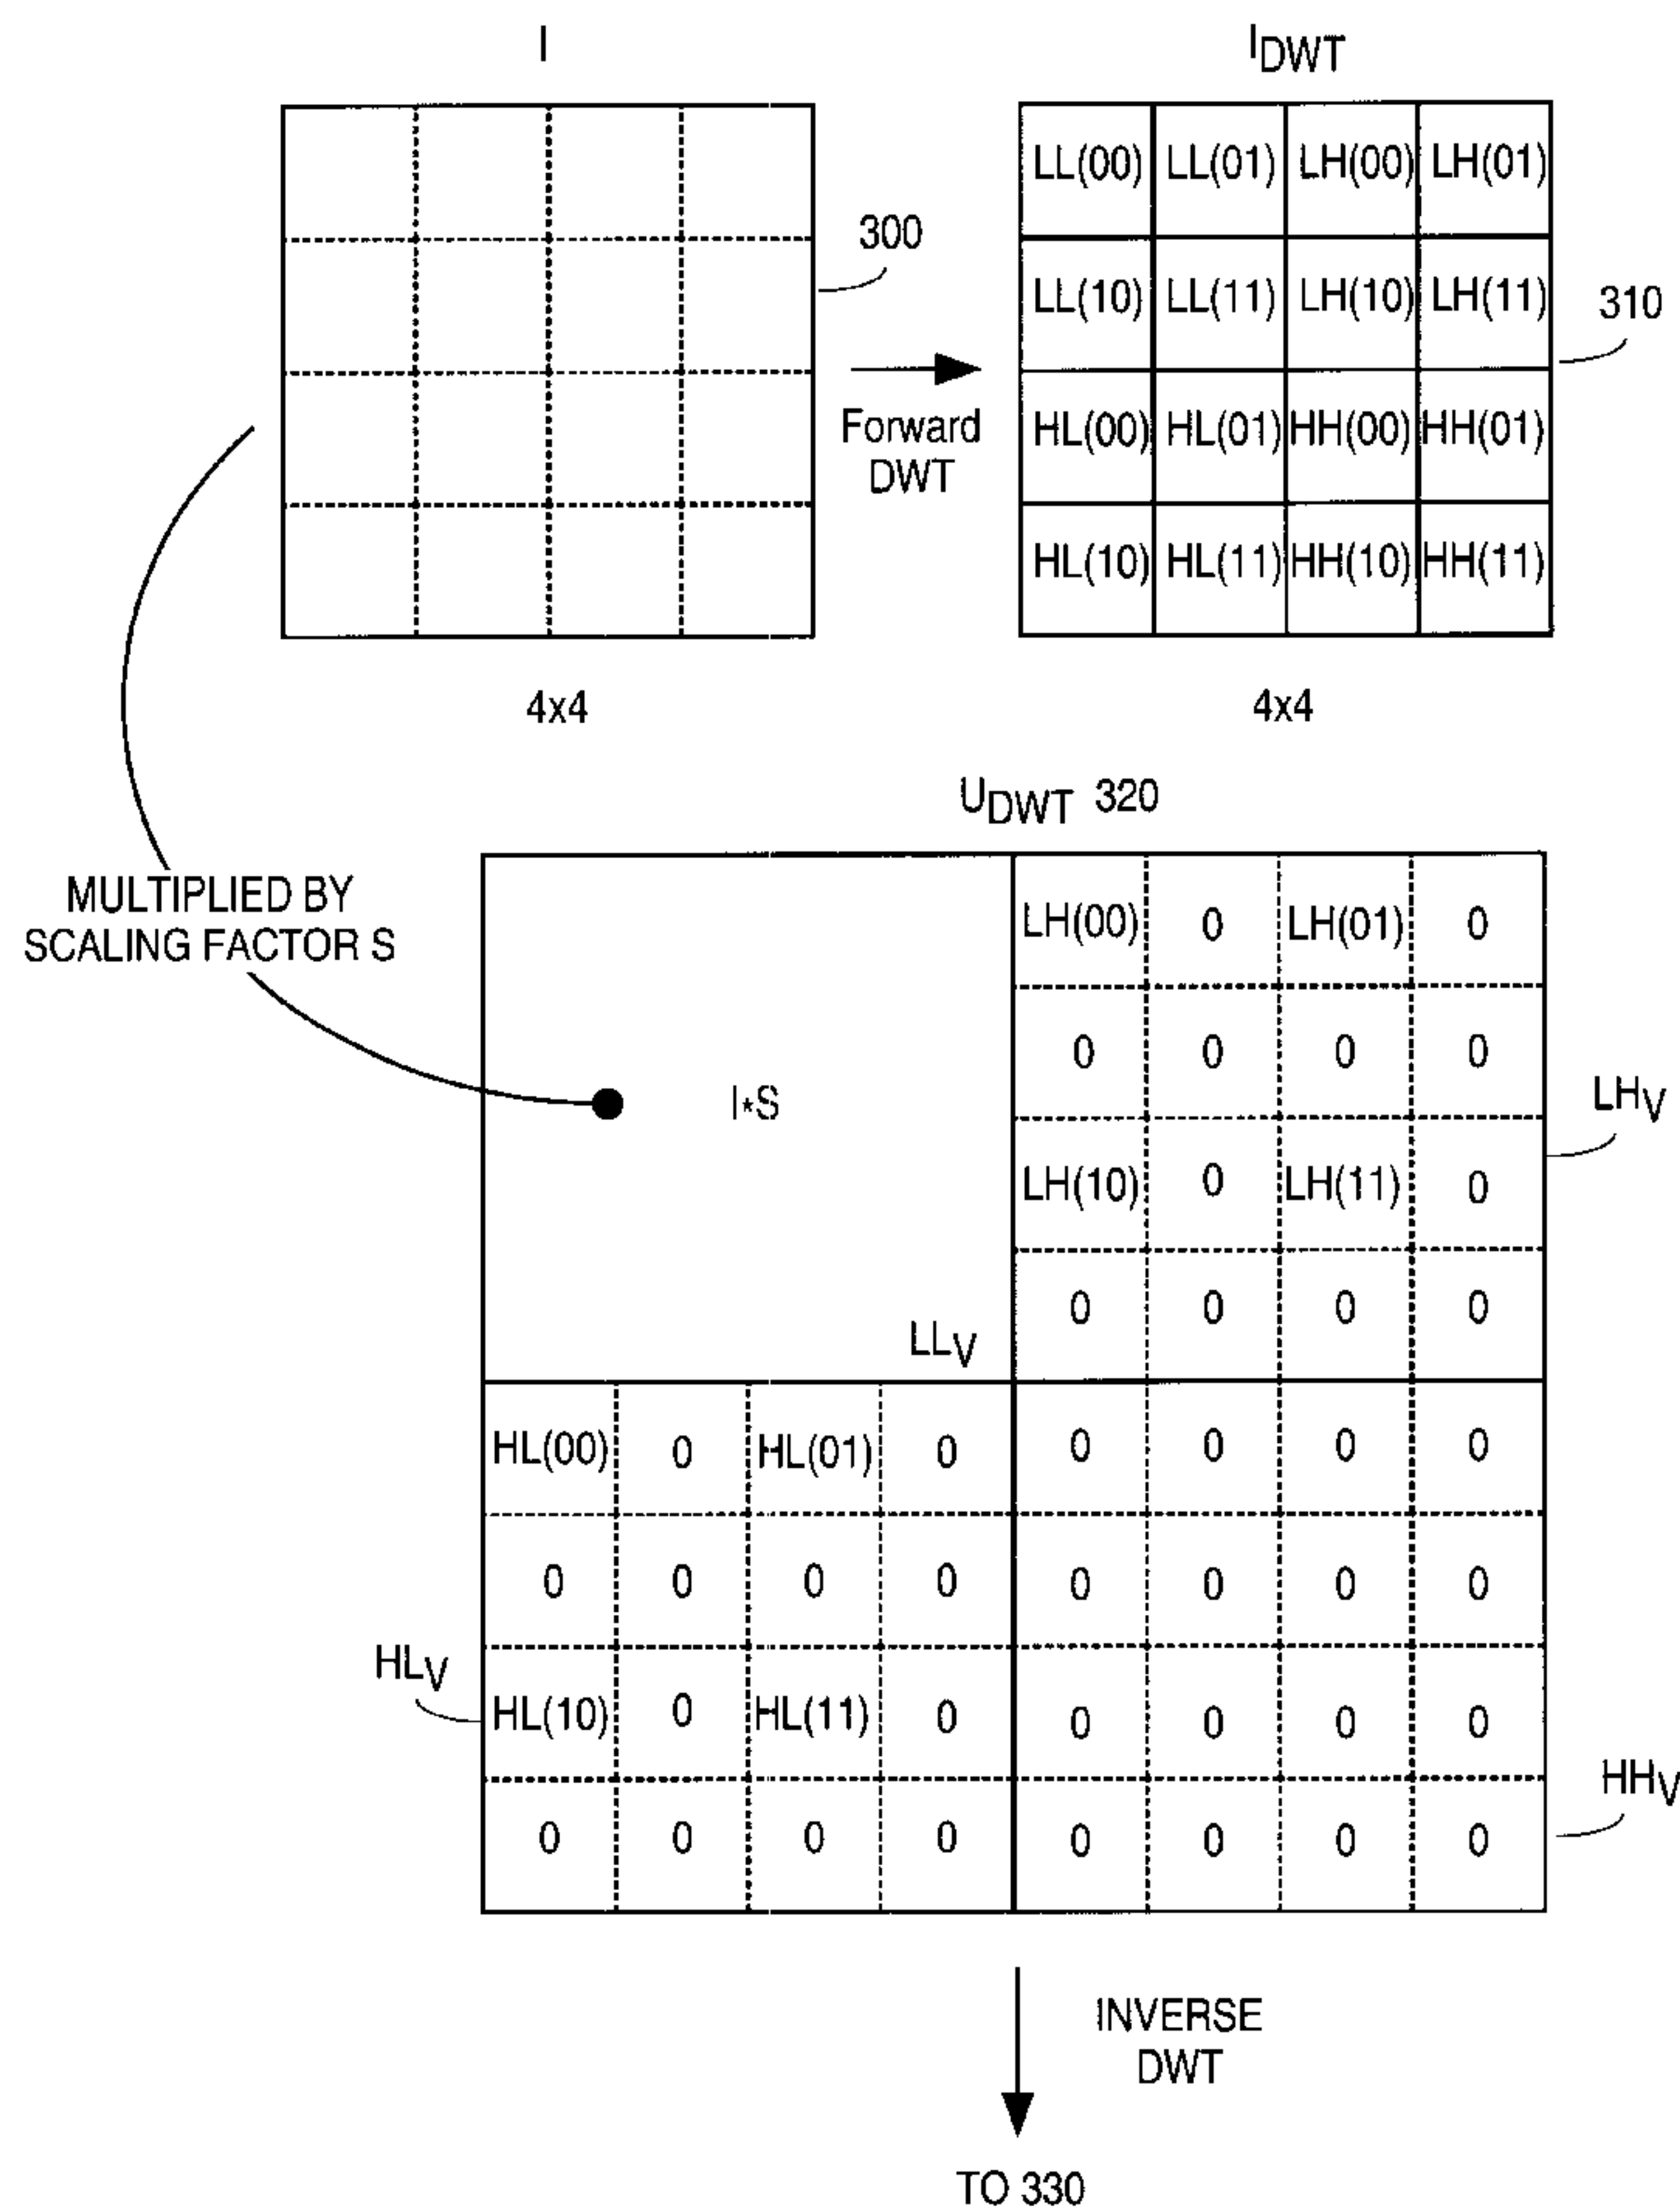 I
I_DWT
LL(00) LL(01) LH(00) LH(01)
300
LL(10) LL(11) LH(10) LH(11)
310
Forward
DWT
HL(00) HL(01) HH(00) HH(01)
HL(10) HL(11) HH(10) HH(11)
4x4
4x4
U_DWT 320
MULTIPLIED BY
SCALING FACTOR S
LH(00) 0 LH(01) 0
0 0 0 0
I*S
LH_V
LH(10) 0 LH(11) 0
0 0 0 0
LL_V
HL(00) 0 HL(01) 0 0 0 0 0
0 0 0 0 0 0 0 0
HL_V
HL(10) 0 HL(11) 0 0 0 0 0
HH_V
0 0 0 0 0 0 0 0
INVERSE
DWT
TO 330